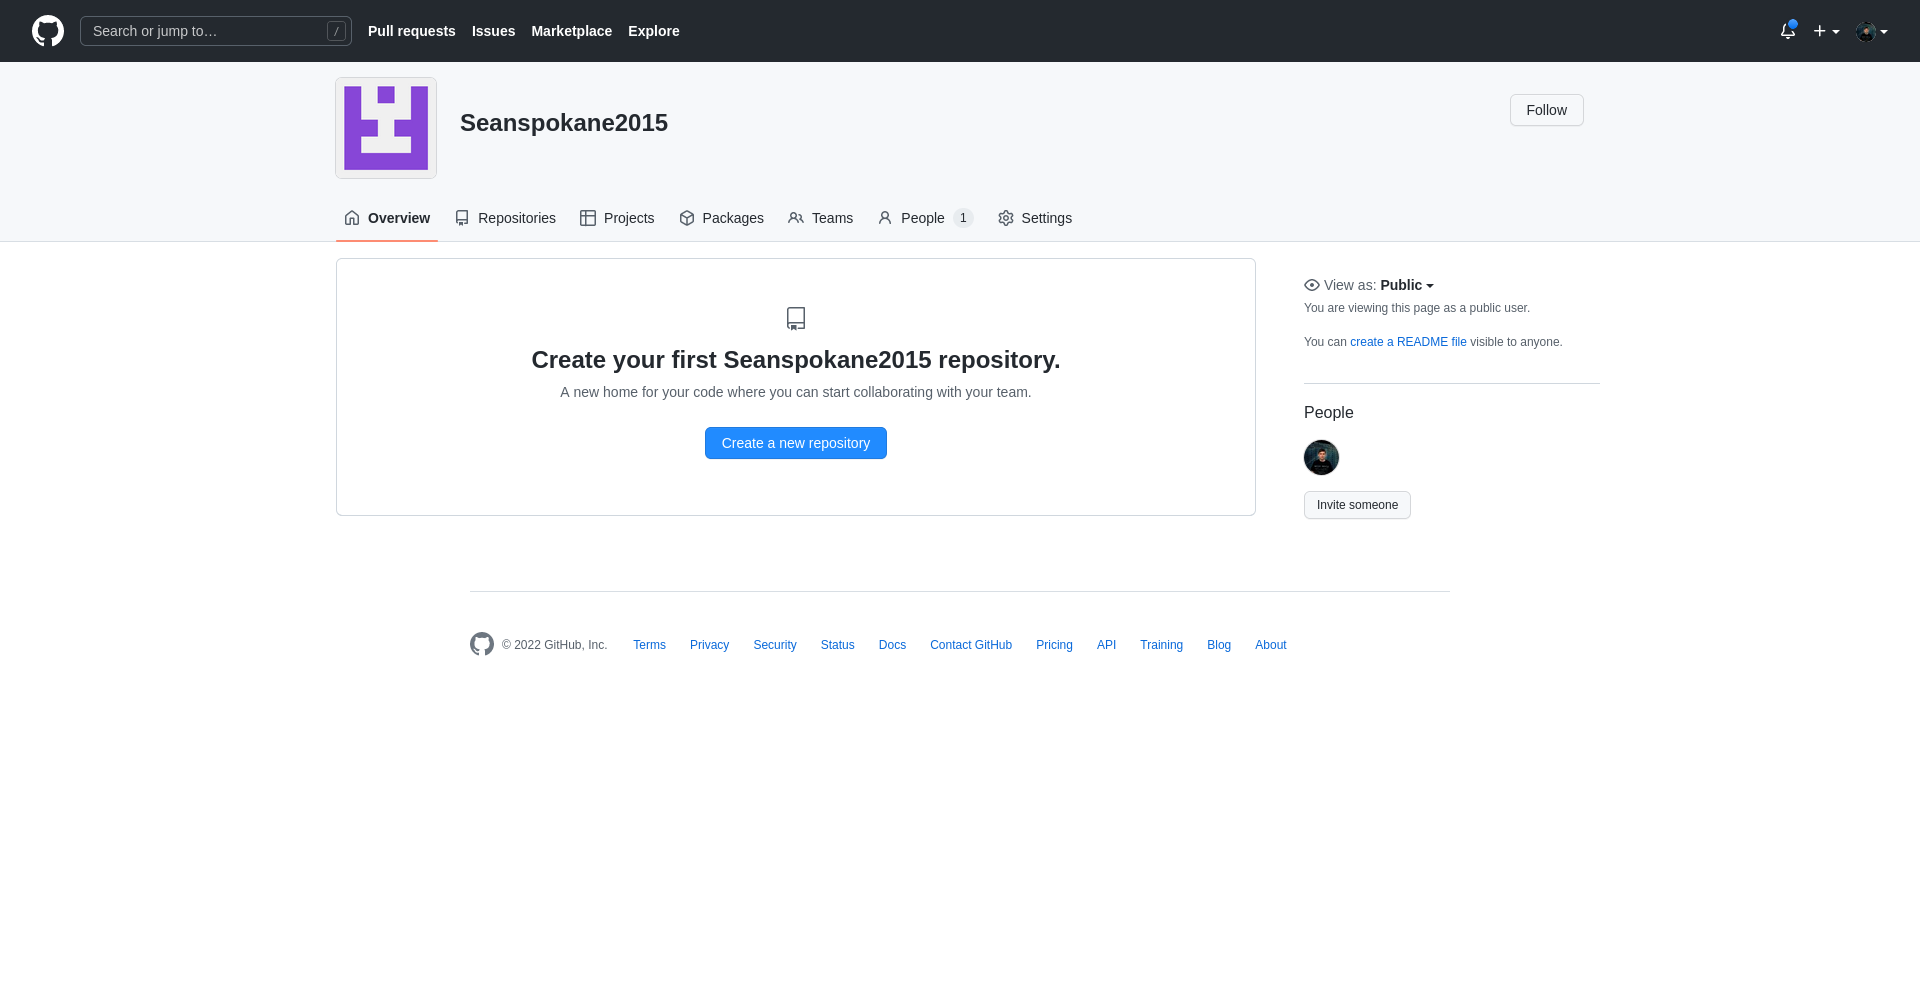 Search or jump to… /
Pull requests Issues Marketplace Explore
Seanspokane2015
Follow
Overview Repositories Projects Packages Teams People 1 Settings
Create your first Seanspokane2015 repository.
A new home for your code where you can start collaborating with your team.
Create a new repository
View as: Public
You are viewing this page as a public user.
You can create a README file visible to anyone.
People
Invite someone
© 2022 GitHub, Inc. Terms Privacy Security Status Docs Contact GitHub Pricing API Training Blog About